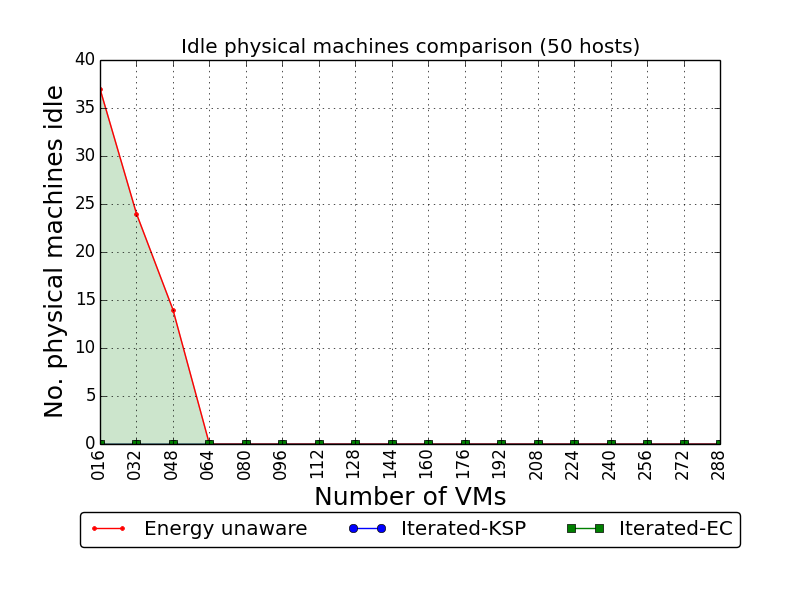 Idle physical machines comparison (50 hosts)
No. physical machines idle
40
35
30
25
20
15
10
5
0
016 032 048 064 080 096 112 128 144 160 176 192 208 224 240 256 272 288
Number of VMs
Energy unaware Iterated-KSP Iterated-EC